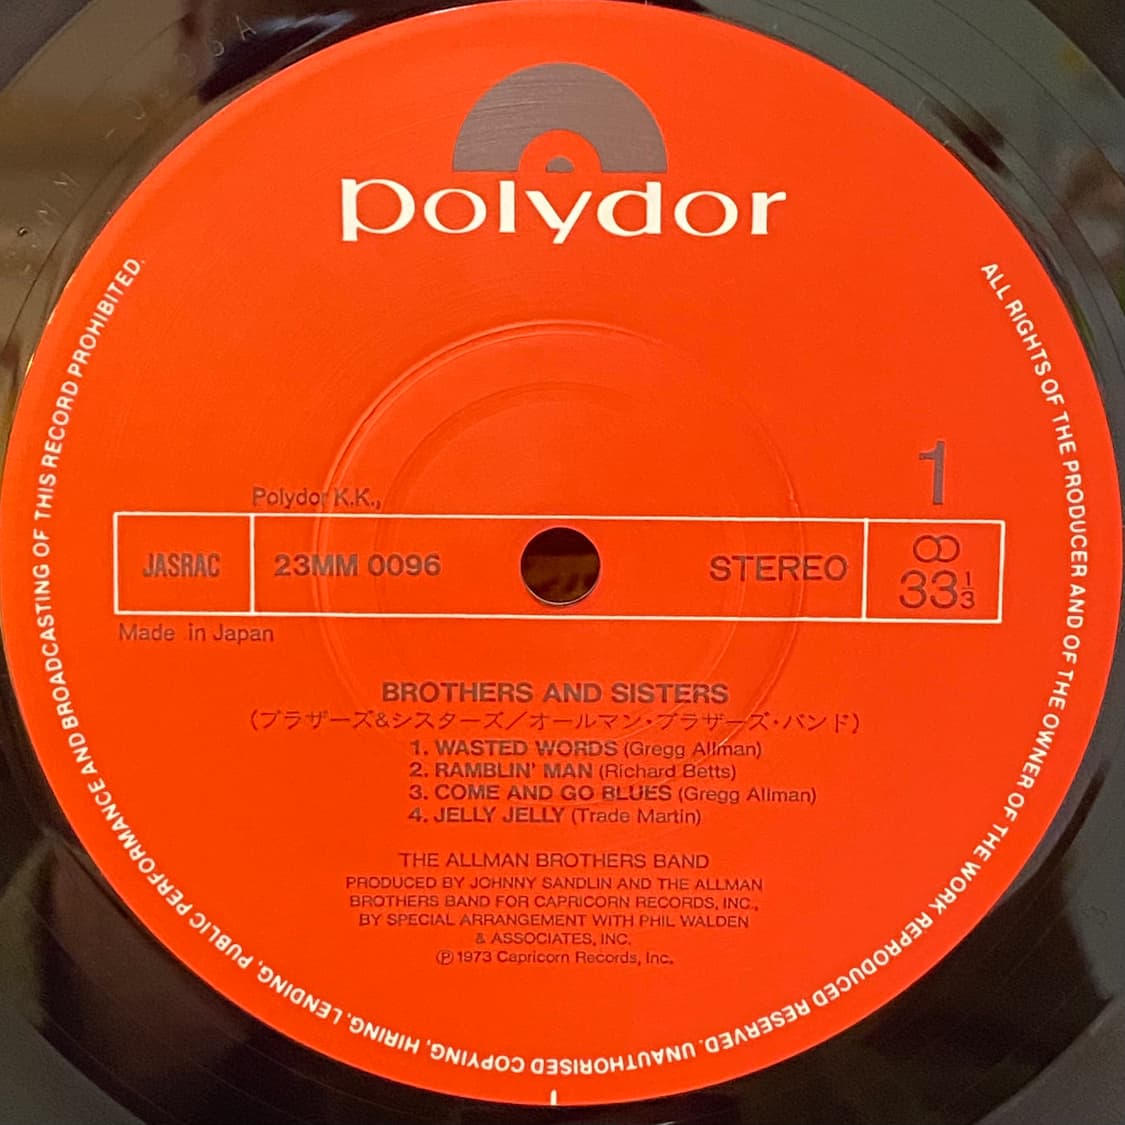 polydor
ALL RIGHTS OF THE PRODUCER AND OF THE OWNER OF THE WORK REPRODUCED RESERVED. UNAUTHORISED COPYING, HIRING, LENDING, PUBLIC PERFORMANCE AND BROADCASTING OF THIS RECORD PROHIBITED.
1
Polydor K.K.,
JASRAC 23MM 0096 STEREO 33 1/3
Made in Japan
BROTHERS AND SISTERS
(ブラザーズ&シスターズ/オールマン・ブラザーズ・バンド)
1. WASTED WORDS (Gregg Allman)
2. RAMBLIN' MAN (Richard Betts)
3. COME AND GO BLUES (Gregg Allman)
4. JELLY JELLY (Trade Martin)
THE ALLMAN BROTHERS BAND
PRODUCED BY JOHNNY SANDLIN AND THE ALLMAN
BROTHERS BAND FOR CAPRICORN RECORDS, INC.,
BY SPECIAL ARRANGEMENT WITH PHIL WALDEN
& ASSOCIATES, INC.
Ⓟ 1973 Capricorn Records, Inc.